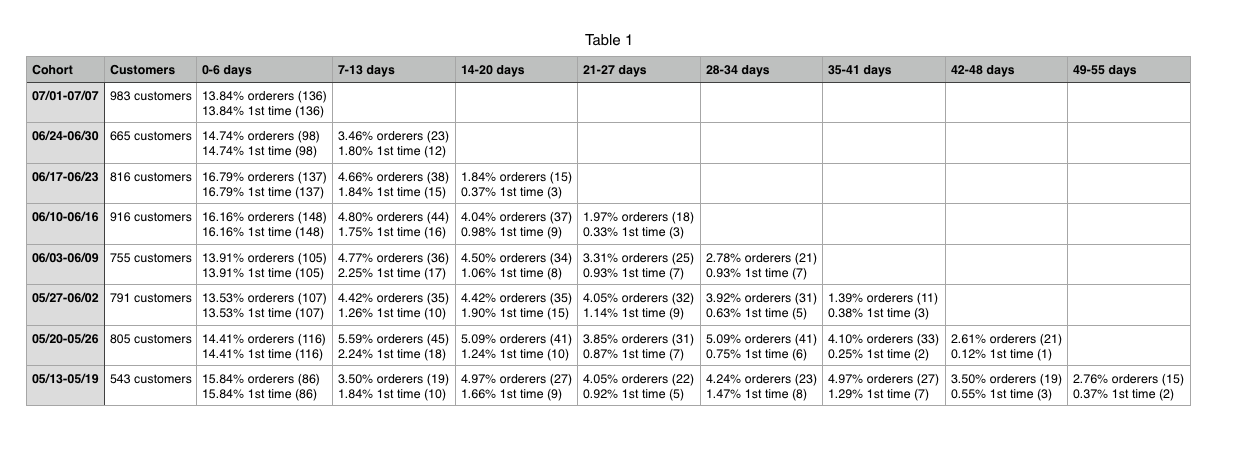 Table 1
Cohort Customers 0-6 days 7-13 days 14-20 days 21-27 days 28-34 days 35-41 days 42-48 days 49-55 days
07/01-07/07 983 customers 13.84% orderers (136)
13.84% 1st time (136)
06/24-06/30 665 customers 14.74% orderers (98) 3.46% orderers (23)
14.74% 1st time (98) 1.80% 1st time (12)
06/17-06/23 816 customers 16.79% orderers (137) 4.66% orderers (38) 1.84% orderers (15)
16.79% 1st time (137) 1.84% 1st time (15) 0.37% 1st time (3)
06/10-06/16 916 customers 16.16% orderers (148) 4.80% orderers (44) 4.04% orderers (37) 1.97% orderers (18)
16.16% 1st time (148) 1.75% 1st time (16) 0.98% 1st time (9) 0.33% 1st time (3)
06/03-06/09 755 customers 13.91% orderers (105) 4.77% orderers (36) 4.50% orderers (34) 3.31% orderers (25) 2.78% orderers (21)
13.91% 1st time (105) 2.25% 1st time (17) 1.06% 1st time (8) 0.93% 1st time (7) 0.93% 1st time (7)
05/27-06/02 791 customers 13.53% orderers (107) 4.42% orderers (35) 4.42% orderers (35) 4.05% orderers (32) 3.92% orderers (31) 1.39% orderers (11)
13.53% 1st time (107) 1.26% 1st time (10) 1.90% 1st time (15) 1.14% 1st time (9) 0.63% 1st time (5) 0.38% 1st time (3)
05/20-05/26 805 customers 14.41% orderers (116) 5.59% orderers (45) 5.09% orderers (41) 3.85% orderers (31) 5.09% orderers (41) 4.10% orderers (33) 2.61% orderers (21)
14.41% 1st time (116) 2.24% 1st time (18) 1.24% 1st time (10) 0.87% 1st time (7) 0.75% 1st time (6) 0.25% 1st time (2) 0.12% 1st time (1)
05/13-05/19 543 customers 15.84% orderers (86) 3.50% orderers (19) 4.97% orderers (27) 4.05% orderers (22) 4.24% orderers (23) 4.97% orderers (27) 3.50% orderers (19) 2.76% orderers (15)
15.84% 1st time (86) 1.84% 1st time (10) 1.66% 1st time (9) 0.92% 1st time (5) 1.47% 1st time (8) 1.29% 1st time (7) 0.55% 1st time (3) 0.37% 1st time (2)